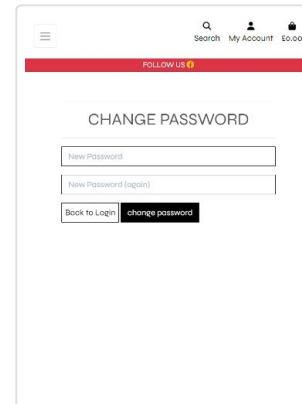 Search My Account £0.00
FOLLOW US
CHANGE PASSWORD
New Password
New Password (again)
Back to Login change password